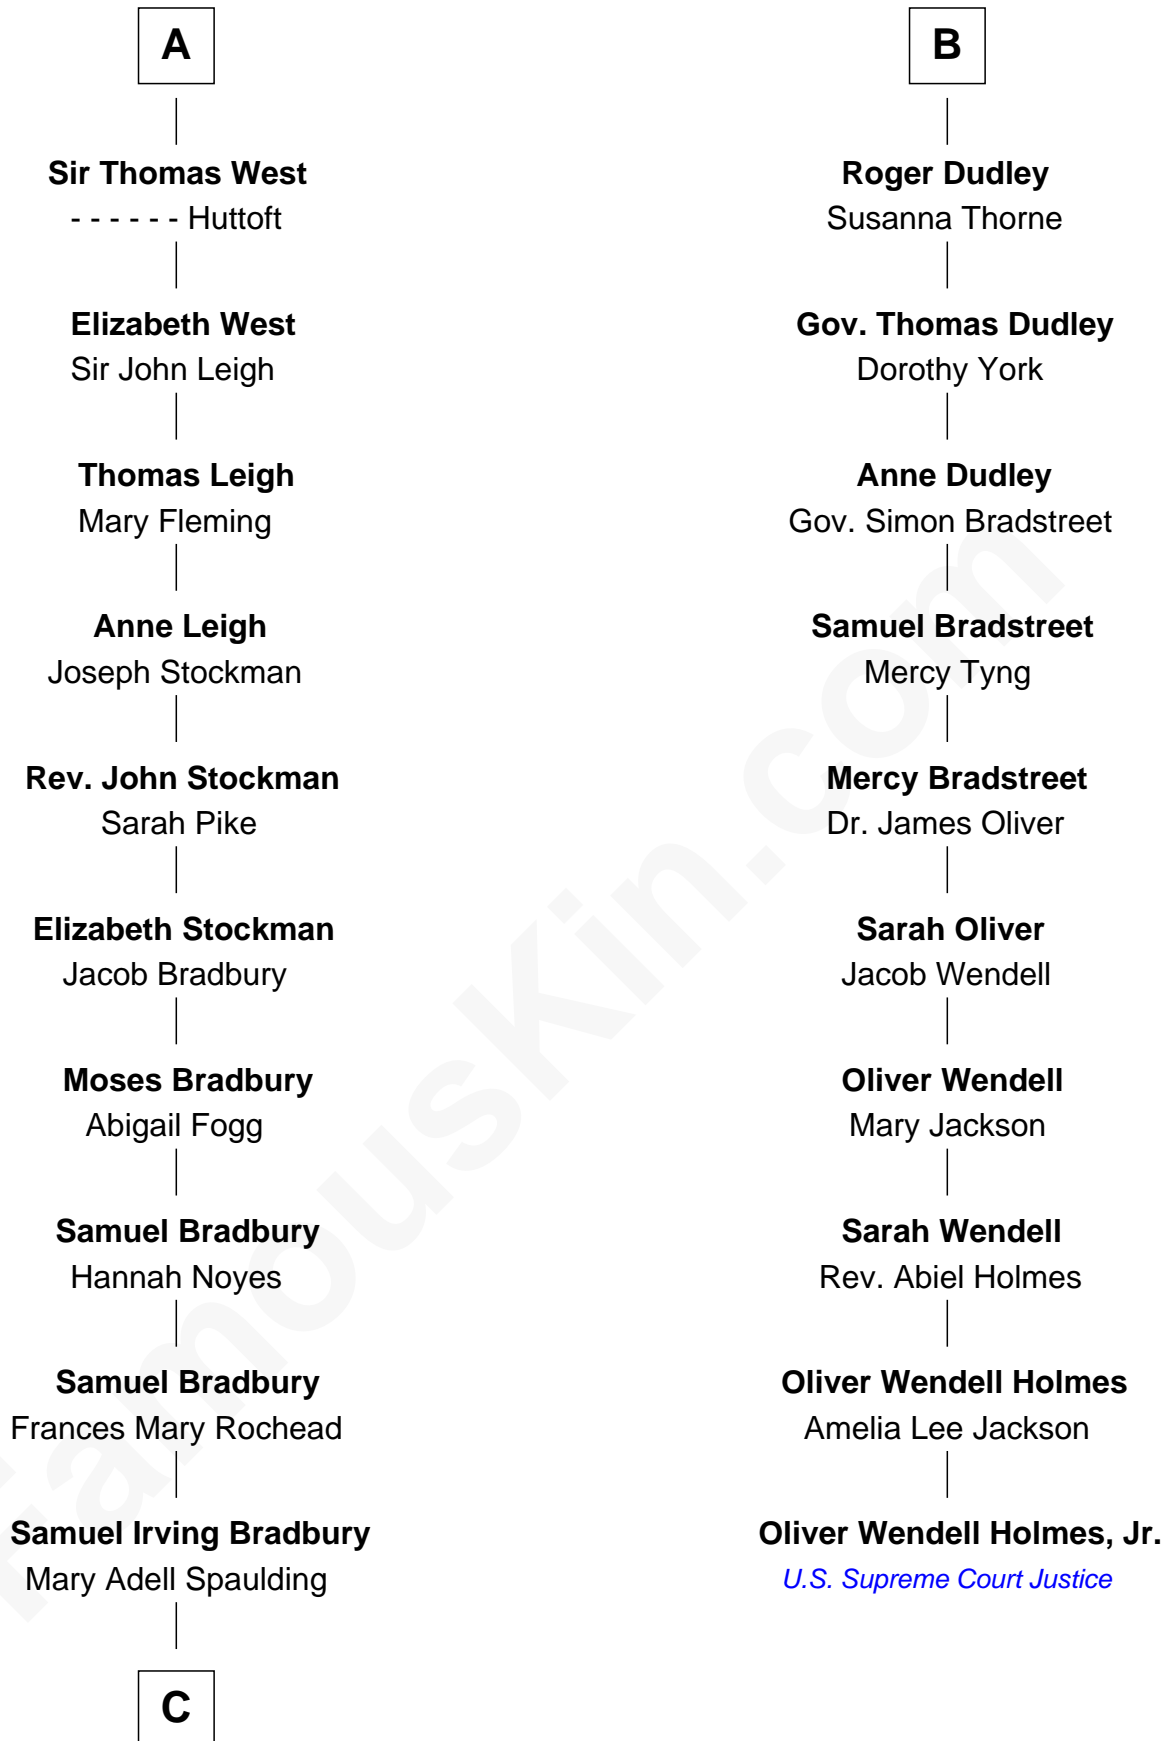 A
Sir Thomas West
- - - - - - Huttoft
Elizabeth West
Sir John Leigh
Thomas Leigh
Mary Fleming
Anne Leigh
Joseph Stockman
Rev. John Stockman
Sarah Pike
Elizabeth Stockman
Jacob Bradbury
Moses Bradbury
Abigail Fogg
Samuel Bradbury
Hannah Noyes
Samuel Bradbury
Frances Mary Rochead
Samuel Irving Bradbury
Mary Adell Spaulding
C
B
Roger Dudley
Susanna Thorne
Gov. Thomas Dudley
Dorothy York
Anne Dudley
Gov. Simon Bradstreet
Samuel Bradstreet
Mercy Tyng
Mercy Bradstreet
Dr. James Oliver
Sarah Oliver
Jacob Wendell
Oliver Wendell
Mary Jackson
Sarah Wendell
Rev. Abiel Holmes
Oliver Wendell Holmes
Amelia Lee Jackson
Oliver Wendell Holmes, Jr.
U.S. Supreme Court Justice
FamousKin.com